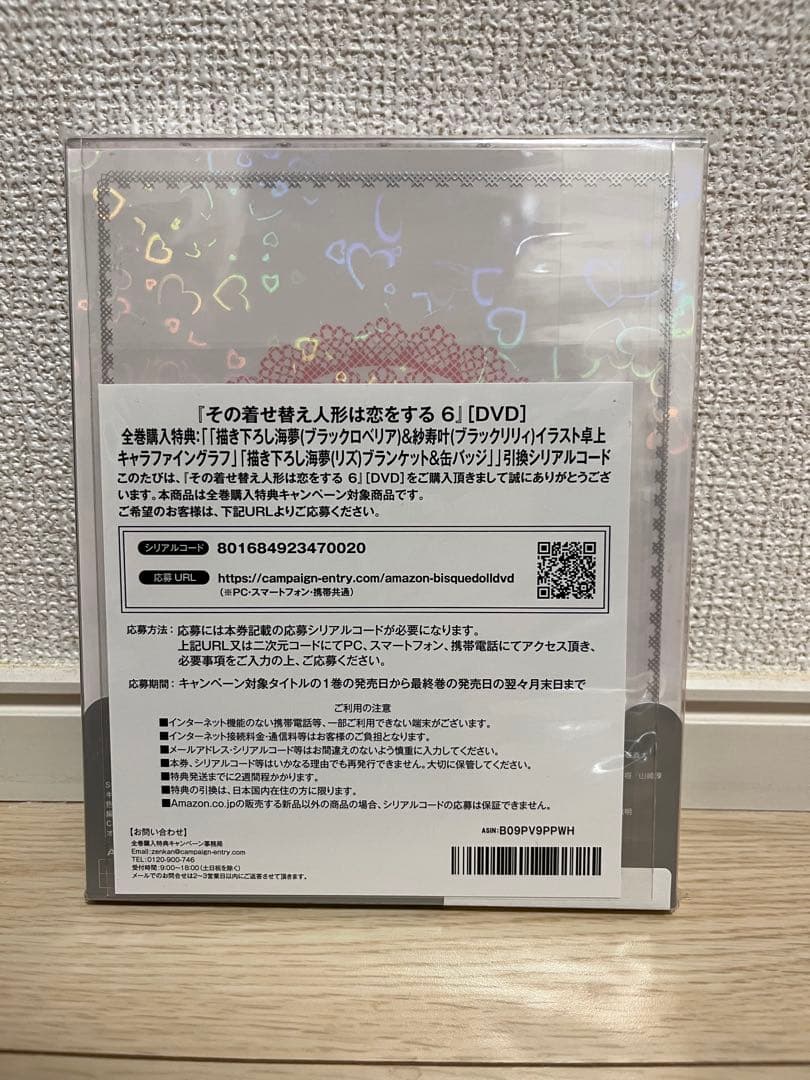 『その着せ替え人形は恋をする 6』[DVD]
全巻購入特典:「「描き下ろし海夢(ブラックロベリア)&紗寿叶(ブラックリリィ)イラスト卓上
キャラファイングラフ」「描き下ろし海夢(リズ)ブランケット&缶バッジ」」引換シリアルコード
このたびは、『その着せ替え人形は恋をする 6』[DVD]をご購入頂きまして誠にありがとうござ
います。本商品は全巻購入特典キャンペーン対象商品です。
ご希望のお客様は、下記URLよりご応募ください。
シリアルコード 801684923470020
応募 URL https://campaign-entry.com/amazon-bisquedolldvd
(※PC・スマートフォン・携帯共通)
応募方法: 応募には本券記載の応募シリアルコードが必要になります。
上記URL又は二次元コードにてPC、スマートフォン、携帯電話にてアクセス頂き、
必要事項をご入力の上、ご応募ください。
応募期間: キャンペーン対象タイトルの1巻の発売日から最終巻の発売日の翌々月末日まで
ご利用の注意
■インターネット機能のない携帯電話等、一部ご利用できない端末がございます。
■インターネット接続料金・通信料等はお客様のご負担となります。
■メールアドレス・シリアルコード等はお間違えのないよう慎重に入力してください。
■本券、シリアルコード等はいかなる理由でも再発行できません。大切に保管してください。
■特典発送までに2週間程かかります。
■特典の引換は、日本国内在住の方に限ります。
■Amazon.co.jpの販売する新品以外の商品の場合、シリアルコードの応募は保証できません。
【お問い合わせ】
全巻購入特典キャンペーン事務局
Email:zenkan@campaign-entry.com
TEL:0120-900-746
受付時間:9:00~18:00(土日祝を除く)
メールでのお問合せは2~3営業日以内にご返答させて頂きます。
ASIN:B09PV9PPWH
山崎淳
明